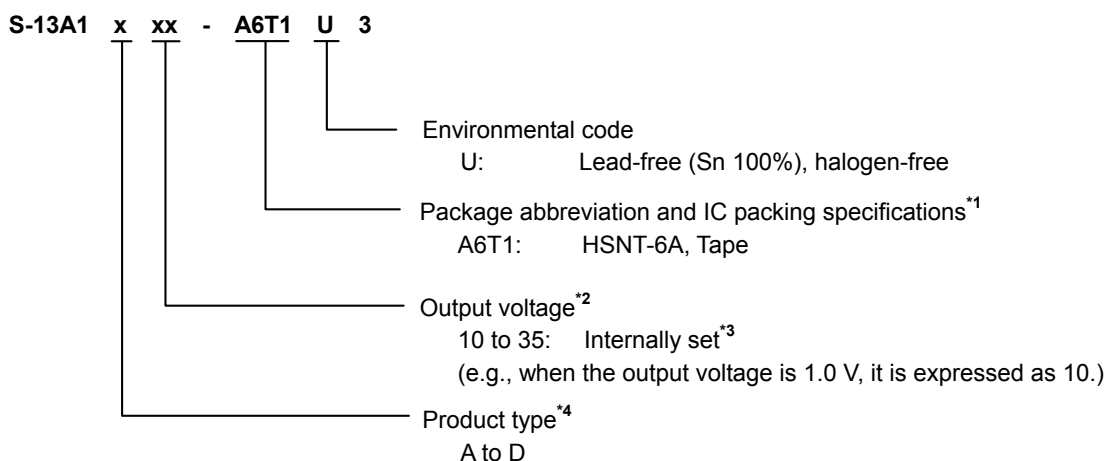 S-13A1 x xx - A6T1 U 3
Environmental code
U: Lead-free (Sn 100%), halogen-free
Package abbreviation and IC packing specifications*1
A6T1: HSNT-6A, Tape
Output voltage*2
10 to 35: Internally set*3
(e.g., when the output voltage is 1.0 V, it is expressed as 10.)
Product type*4
A to D